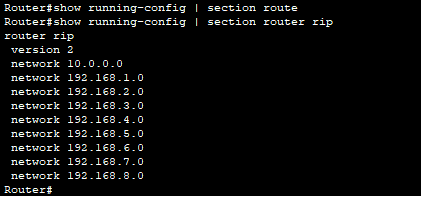 Router#show running-config | section route
Router#show running-config | section router rip
router rip
 version 2
 network 10.0.0.0
 network 192.168.1.0
 network 192.168.2.0
 network 192.168.3.0
 network 192.168.4.0
 network 192.168.5.0
 network 192.168.6.0
 network 192.168.7.0
 network 192.168.8.0
Router#